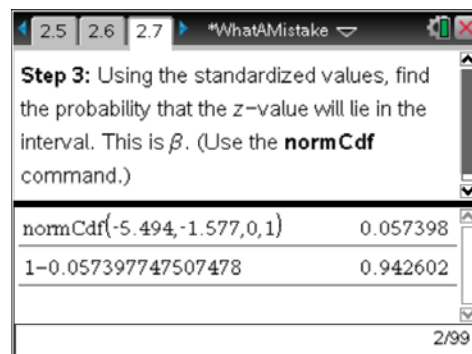 2.5 2.6 2.7 *WhatAMistake
Step 3: Using the standardized values, find
the probability that the z-value will lie in the
interval. This is β. (Use the normCdf
command.)
normCdf(-5.494,-1.577,0,1) 0.057398
1-0.057397747507478 0.942602
2/99